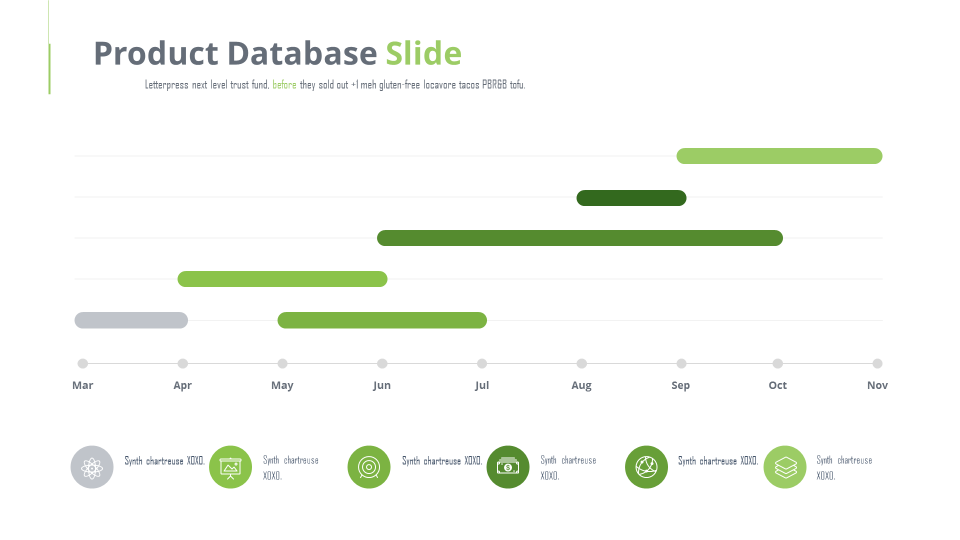 Product Database Slide
Letterpress next level trust fund, before they sold out +1 meh gluten-free locavore tacos PBR&B tofu.
Mar Apr May Jun Jul Aug Sep Oct Nov
Synth chartreuse XOXO.
Synth chartreuse
XOXO.
Synth chartreuse XOXO.
Synth chartreuse
XOXO.
Synth chartreuse XOXO.
Synth chartreuse
XOXO.